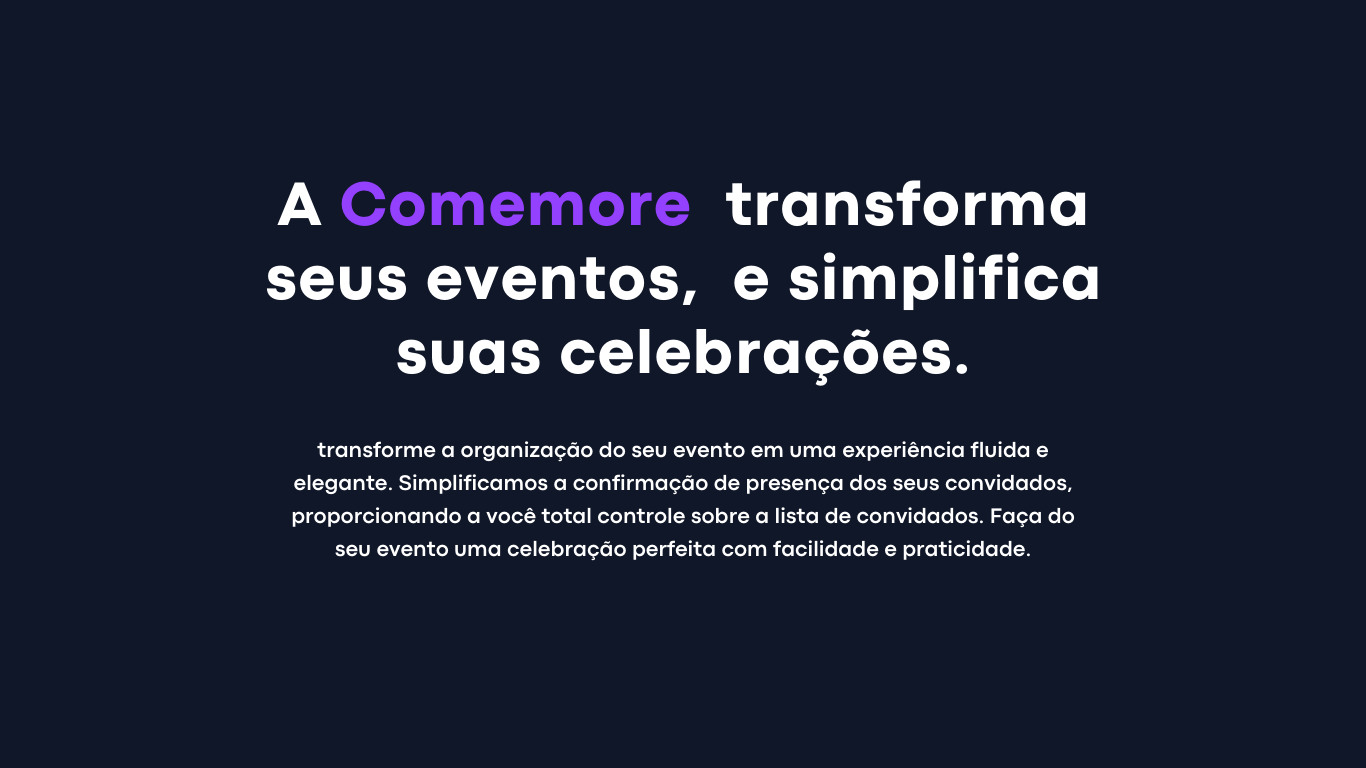 A Comemore transforma
seus eventos, e simplifica
suas celebrações.
transforme a organização do seu evento em uma experiência fluida e
elegante. Simplificamos a confirmação de presença dos seus convidados,
proporcionando a você total controle sobre a lista de convidados. Faça do
seu evento uma celebração perfeita com facilidade e praticidade.